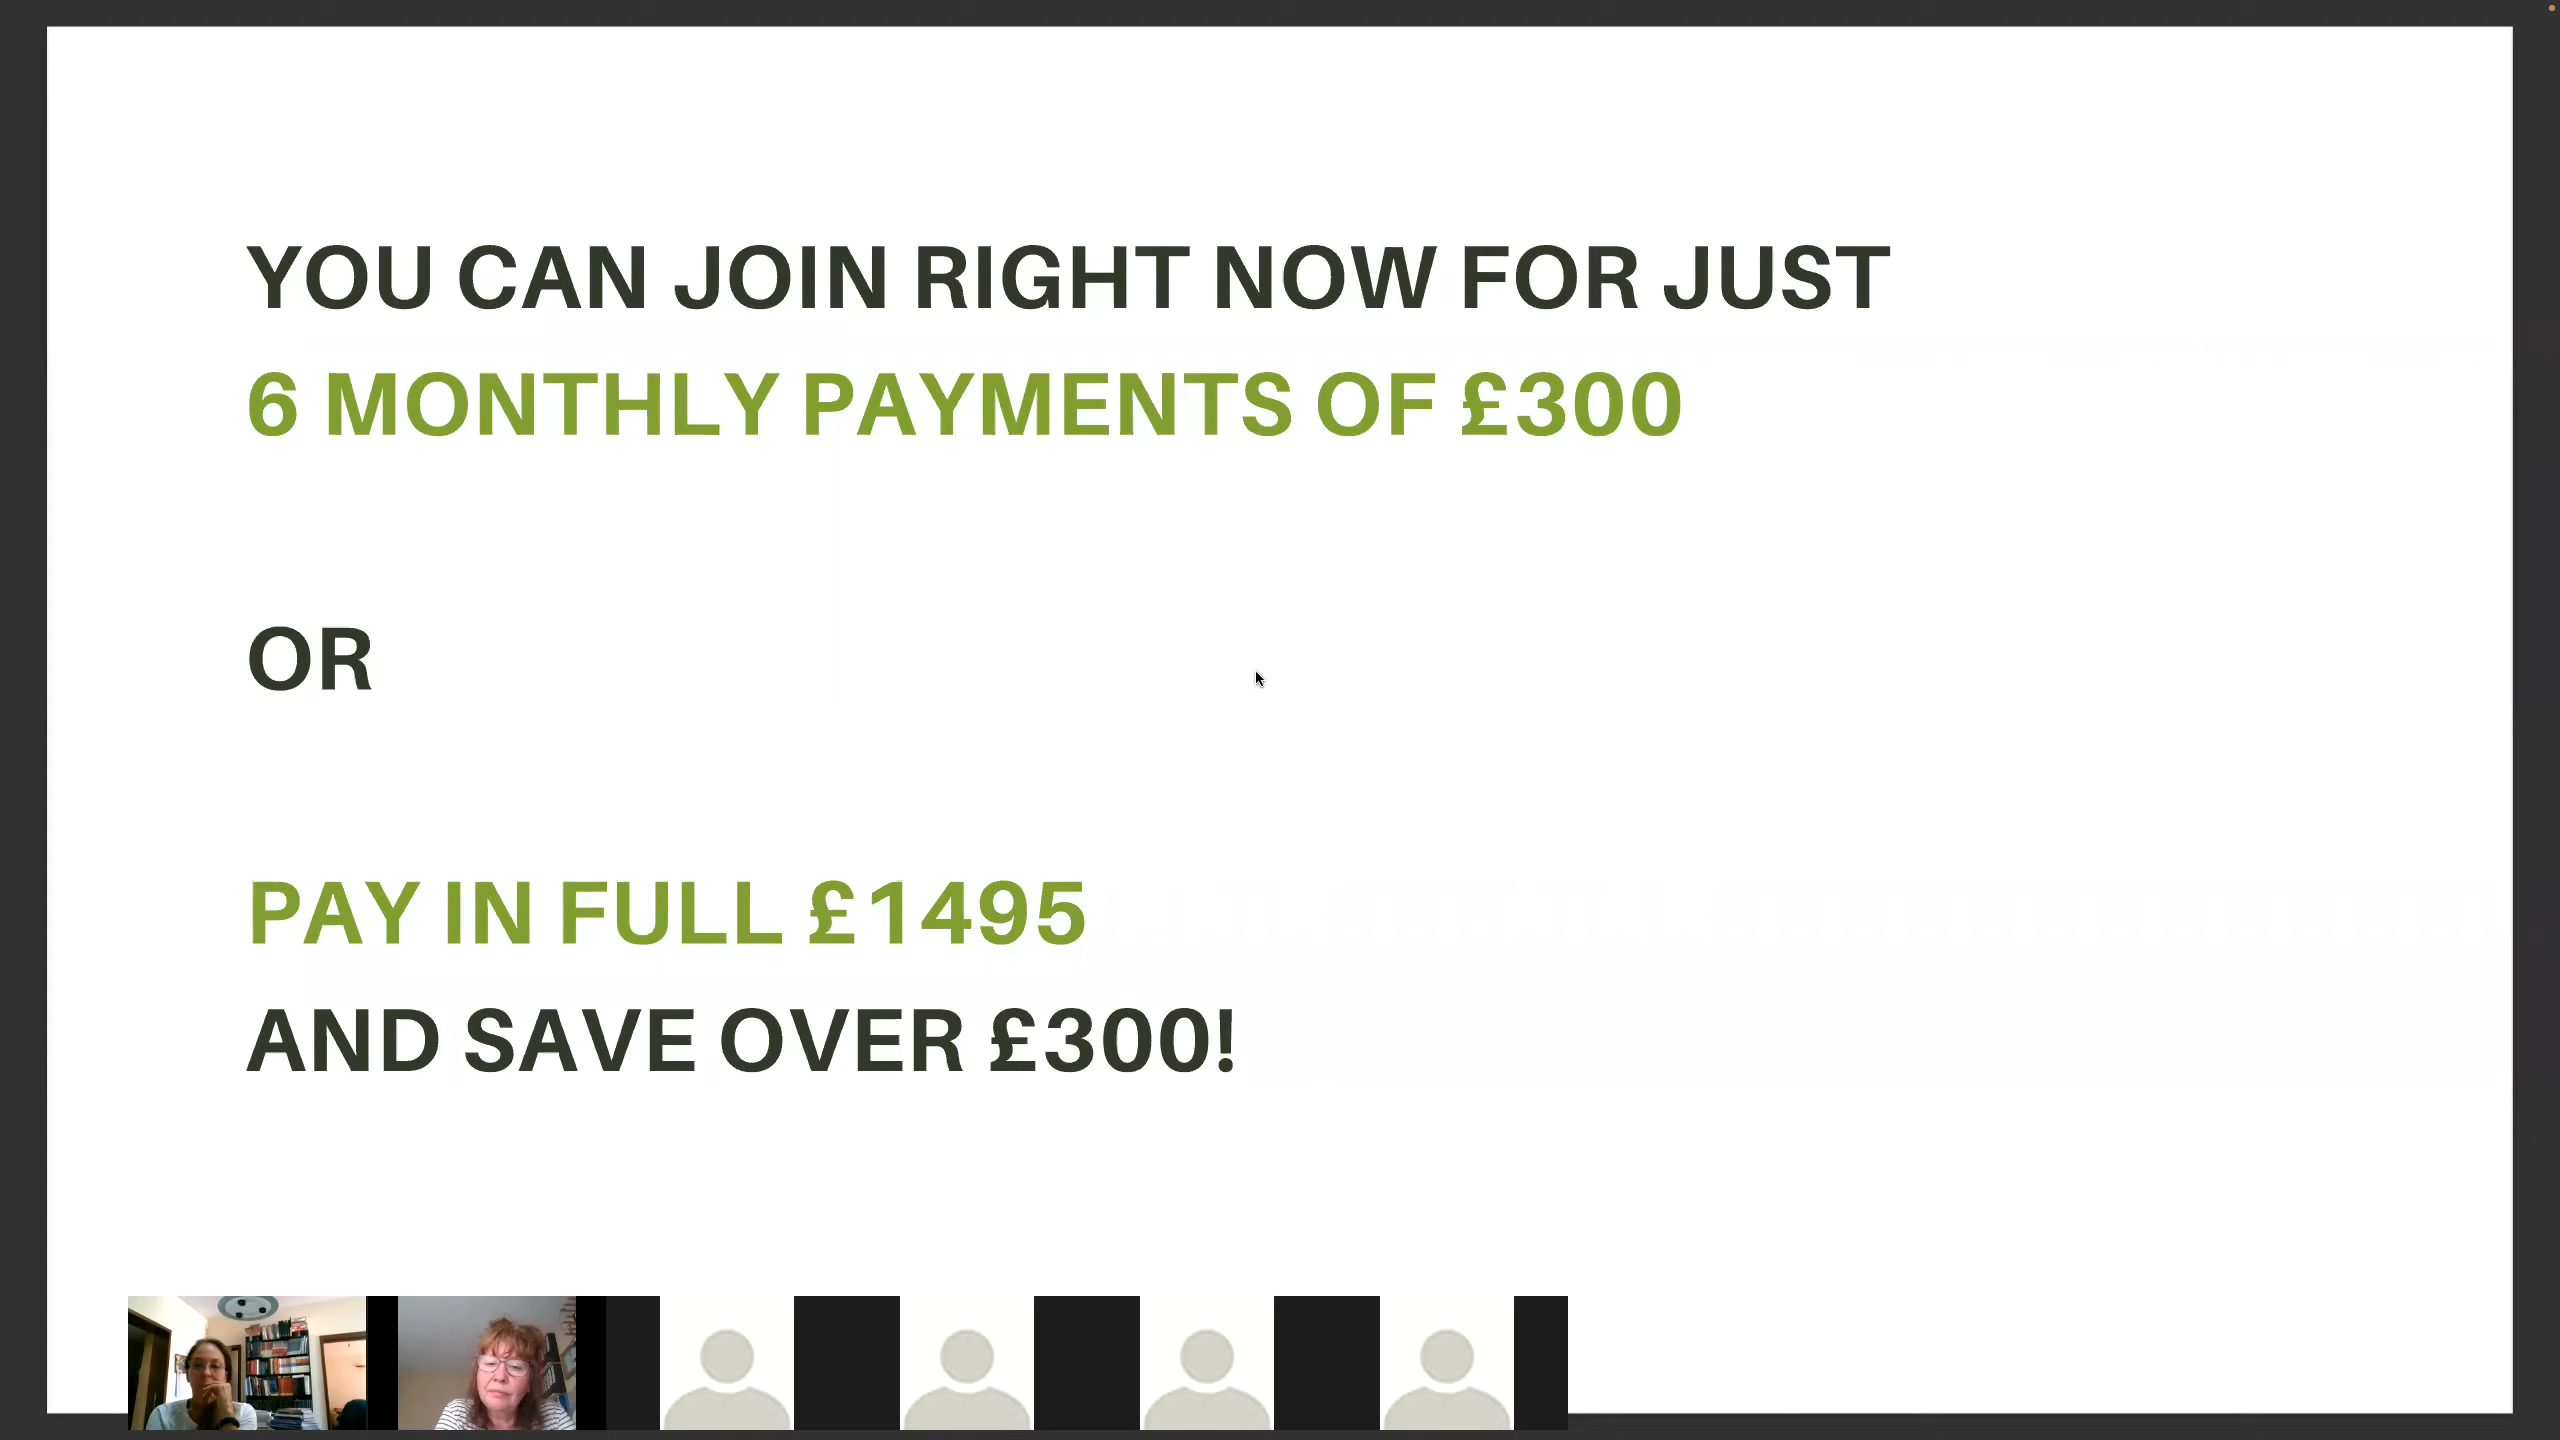 YOU CAN JOIN RIGHT NOW FOR JUST
6 MONTHLY PAYMENTS OF £300
OR
PAY IN FULL £1495
AND SAVE OVER £300!